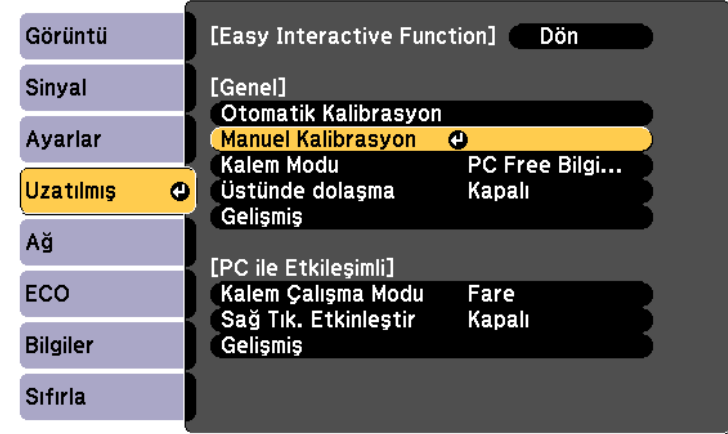 Görüntü
Sinyal
Ayarlar
Uzatılmış
Ağ
ECO
Bilgiler
Sıfırla
[Easy Interactive Function] Dön
[Genel]
Otomatik Kalibrasyon
Manuel Kalibrasyon
Kalem Modu PC Free Bilgi...
Üstünde dolaşma Kapalı
Gelişmiş
[PC ile Etkileşimli]
Kalem Çalışma Modu Fare
Sağ Tık. Etkinleştir Kapalı
Gelişmiş